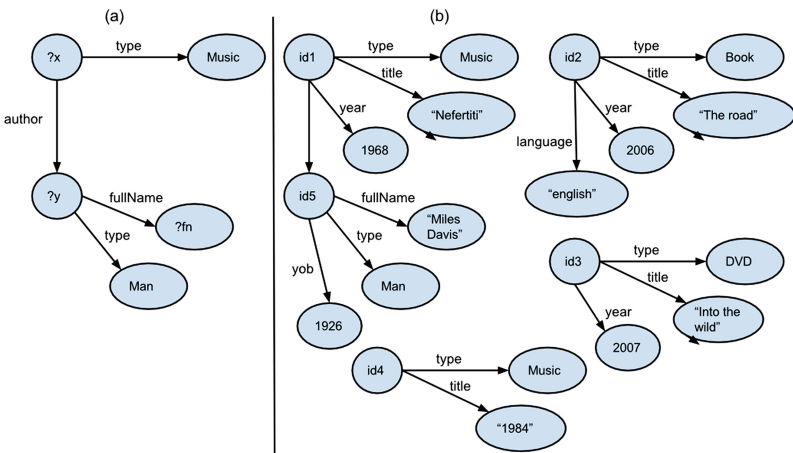 (a)
?x
type
Music
author
?y
fullName
?fn
type
Man
(b)
id1
type
Music
title
"Nefertiti"
year
1968
id5
fullName
"Miles
Davis"
type
Man
yob
1926
id2
type
Book
title
"The road"
year
2006
language
"english"
id3
type
DVD
title
"Into the
wild"
year
2007
id4
type
Music
title
"1984"